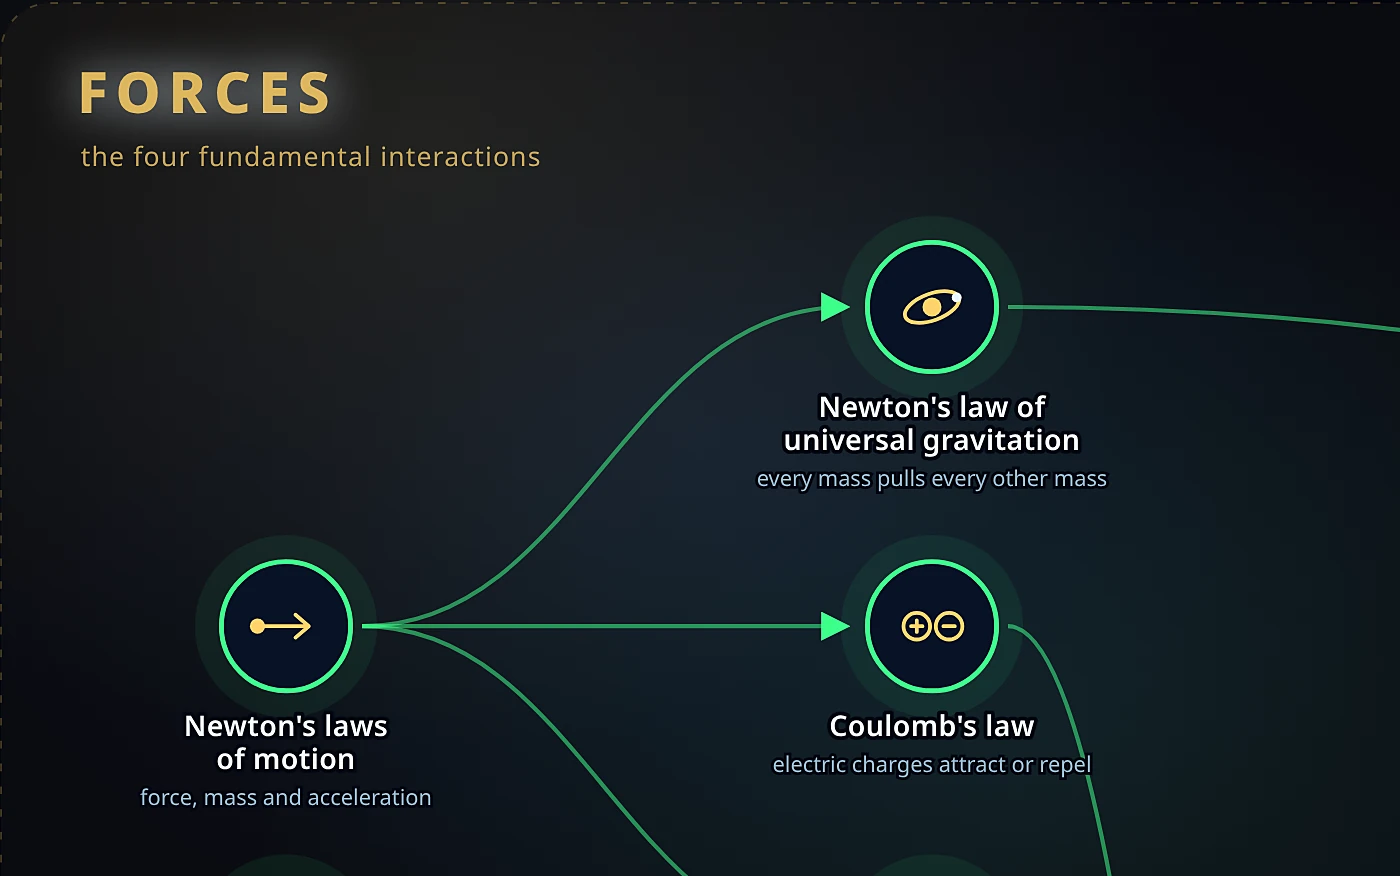 FORCES
the four fundamental interactions
Newton's law of
universal gravitation
every mass pulls every other mass
Newton's laws
of motion
force, mass and acceleration
Coulomb's law
electric charges attract or repel